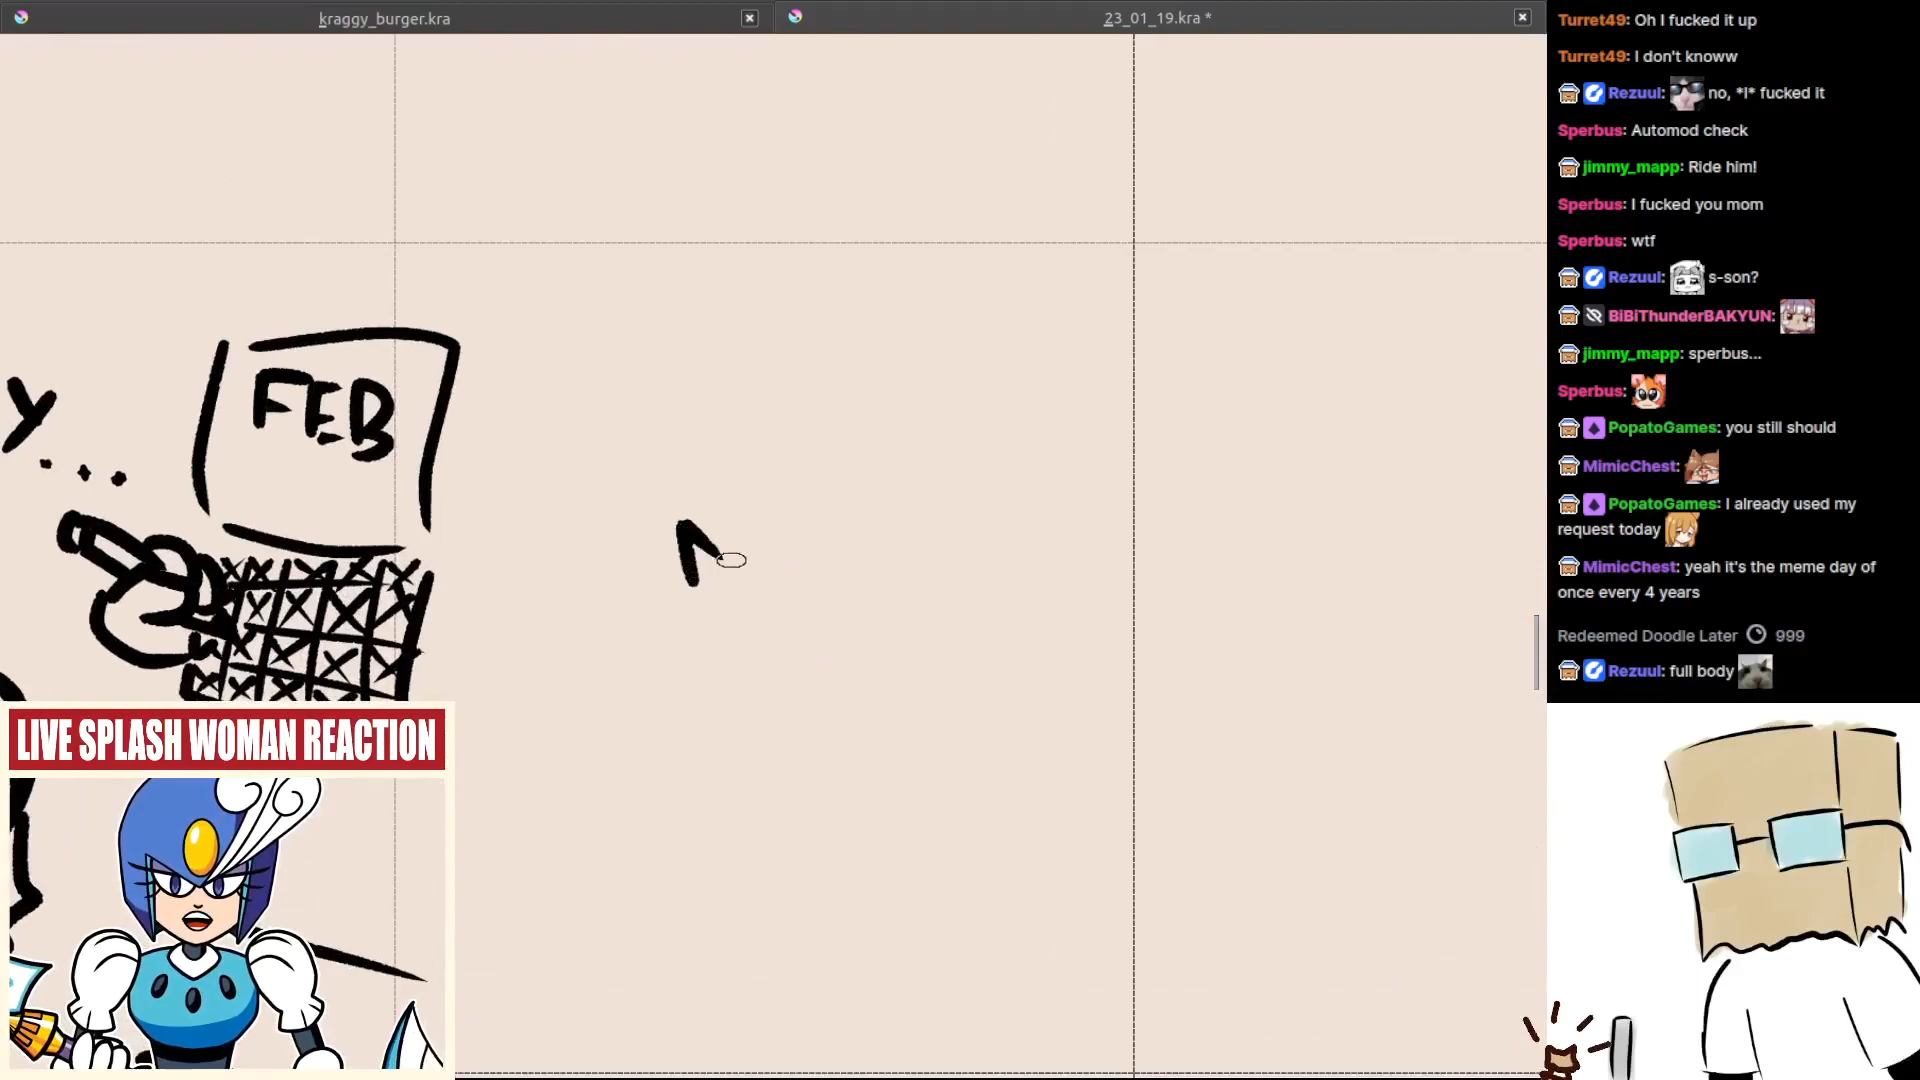 kraggy_burger.kra
23_01_19.kra *
FEB
y...
LIVE SPLASH WOMAN REACTION
Turret49: Oh I fucked it up
Turret49: I don't knoww
Rezuul: no, *I* fucked it
Sperbus: Automod check
jimmy_mapp: Ride him!
Sperbus: I fucked you mom
Sperbus: wtf
Rezuul: s-son?
BiBiThunderBAKYUN:
jimmy_mapp: sperbus...
Sperbus:
PopatoGames: you still should
MimicChest:
PopatoGames: I already used my
request today
MimicChest: yeah it's the meme day of
once every 4 years
Redeemed Doodle Later 999
Rezuul: full body